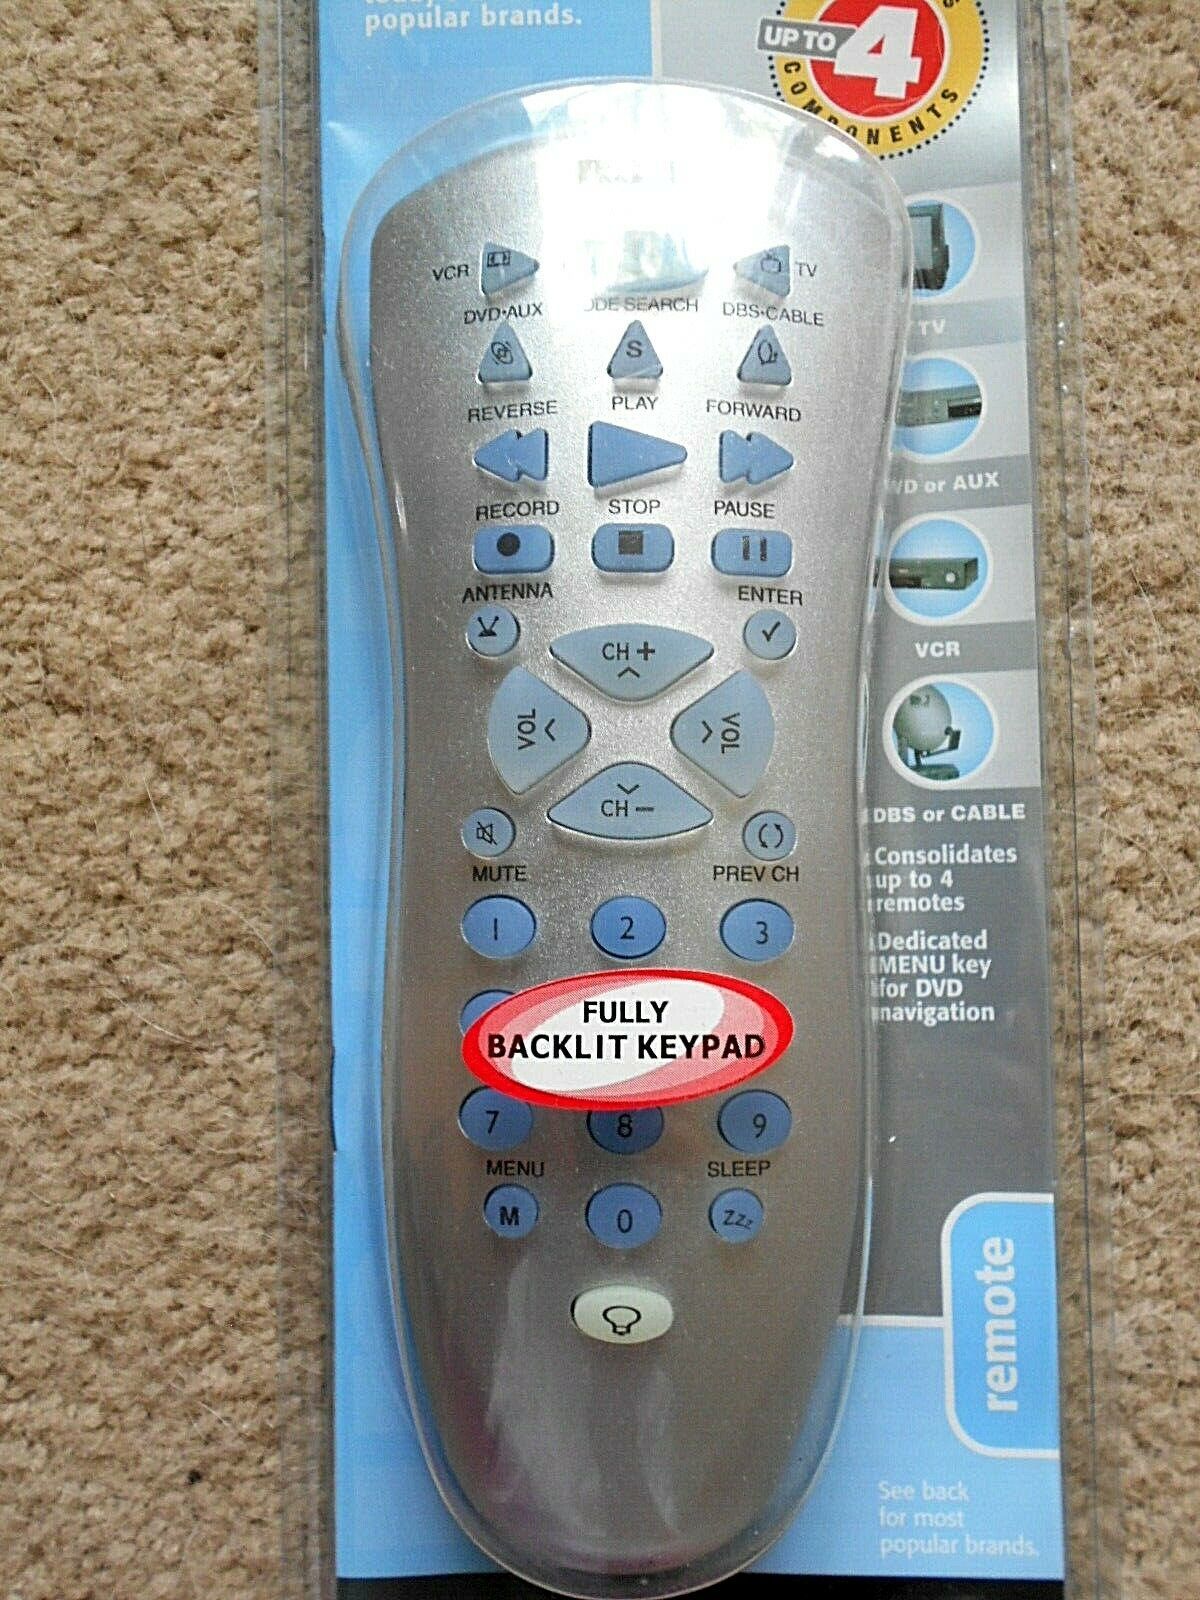 popular brands.
UP TO 4
COMPONENTS
VCR
TV
DVD•AUX
SEARCH
DBS•CABLE
S
REVERSE
PLAY
FORWARD
RECORD
STOP
PAUSE
ANTENNA
ENTER
CH +
VOL
VOL
CH –
MUTE
PREV CH
1
2
3
FULLY
BACKLIT KEYPAD
7
8
9
MENU
SLEEP
M
0
Zzz
TV
or AUX
VCR
DBS or CABLE
Consolidates
up to 4
remotes
Dedicated
MENU key
for DVD
navigation
remote
See back
for most
popular brands.